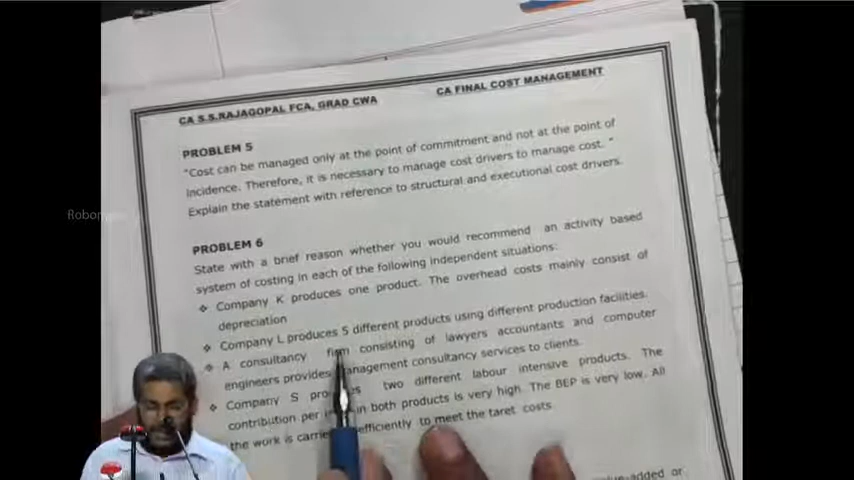 CA S.S.RAJAGOPAL FCA, GRAD CWA
CA FINAL COST MANAGEMENT
PROBLEM 5
"Cost can be managed only at the point of commitment and not at the point of
incidence. Therefore, it is necessary to manage cost drivers to manage cost. "
Explain the statement with reference to structural and executional cost drivers.
PROBLEM 6
State with a brief reason whether you would recommend an activity based
system of costing in each of the following independent situations:
❖ Company K produces one product. The overhead costs mainly consist of
depreciation
❖ Company L produces 5 different products using different production facilities.
❖ A consultancy firm consisting of lawyers accountants and computer
engineers provides management consultancy services to clients.
❖ Company S two different labour intensive products. The
contribution per in both products is very high. The BEP is very low. All
the work is efficiently to meet the taret costs
or